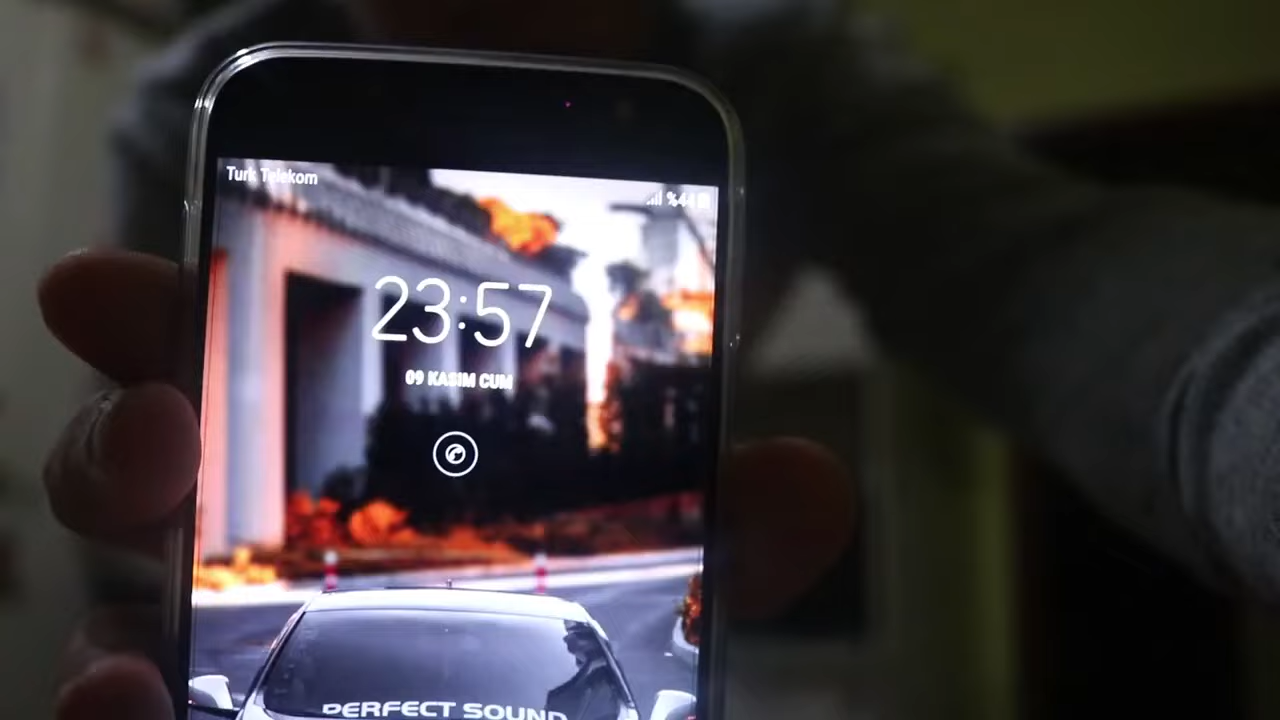 Turk Telekom
%44
23:57
09 KASIM CUM
PERFECT SOUND